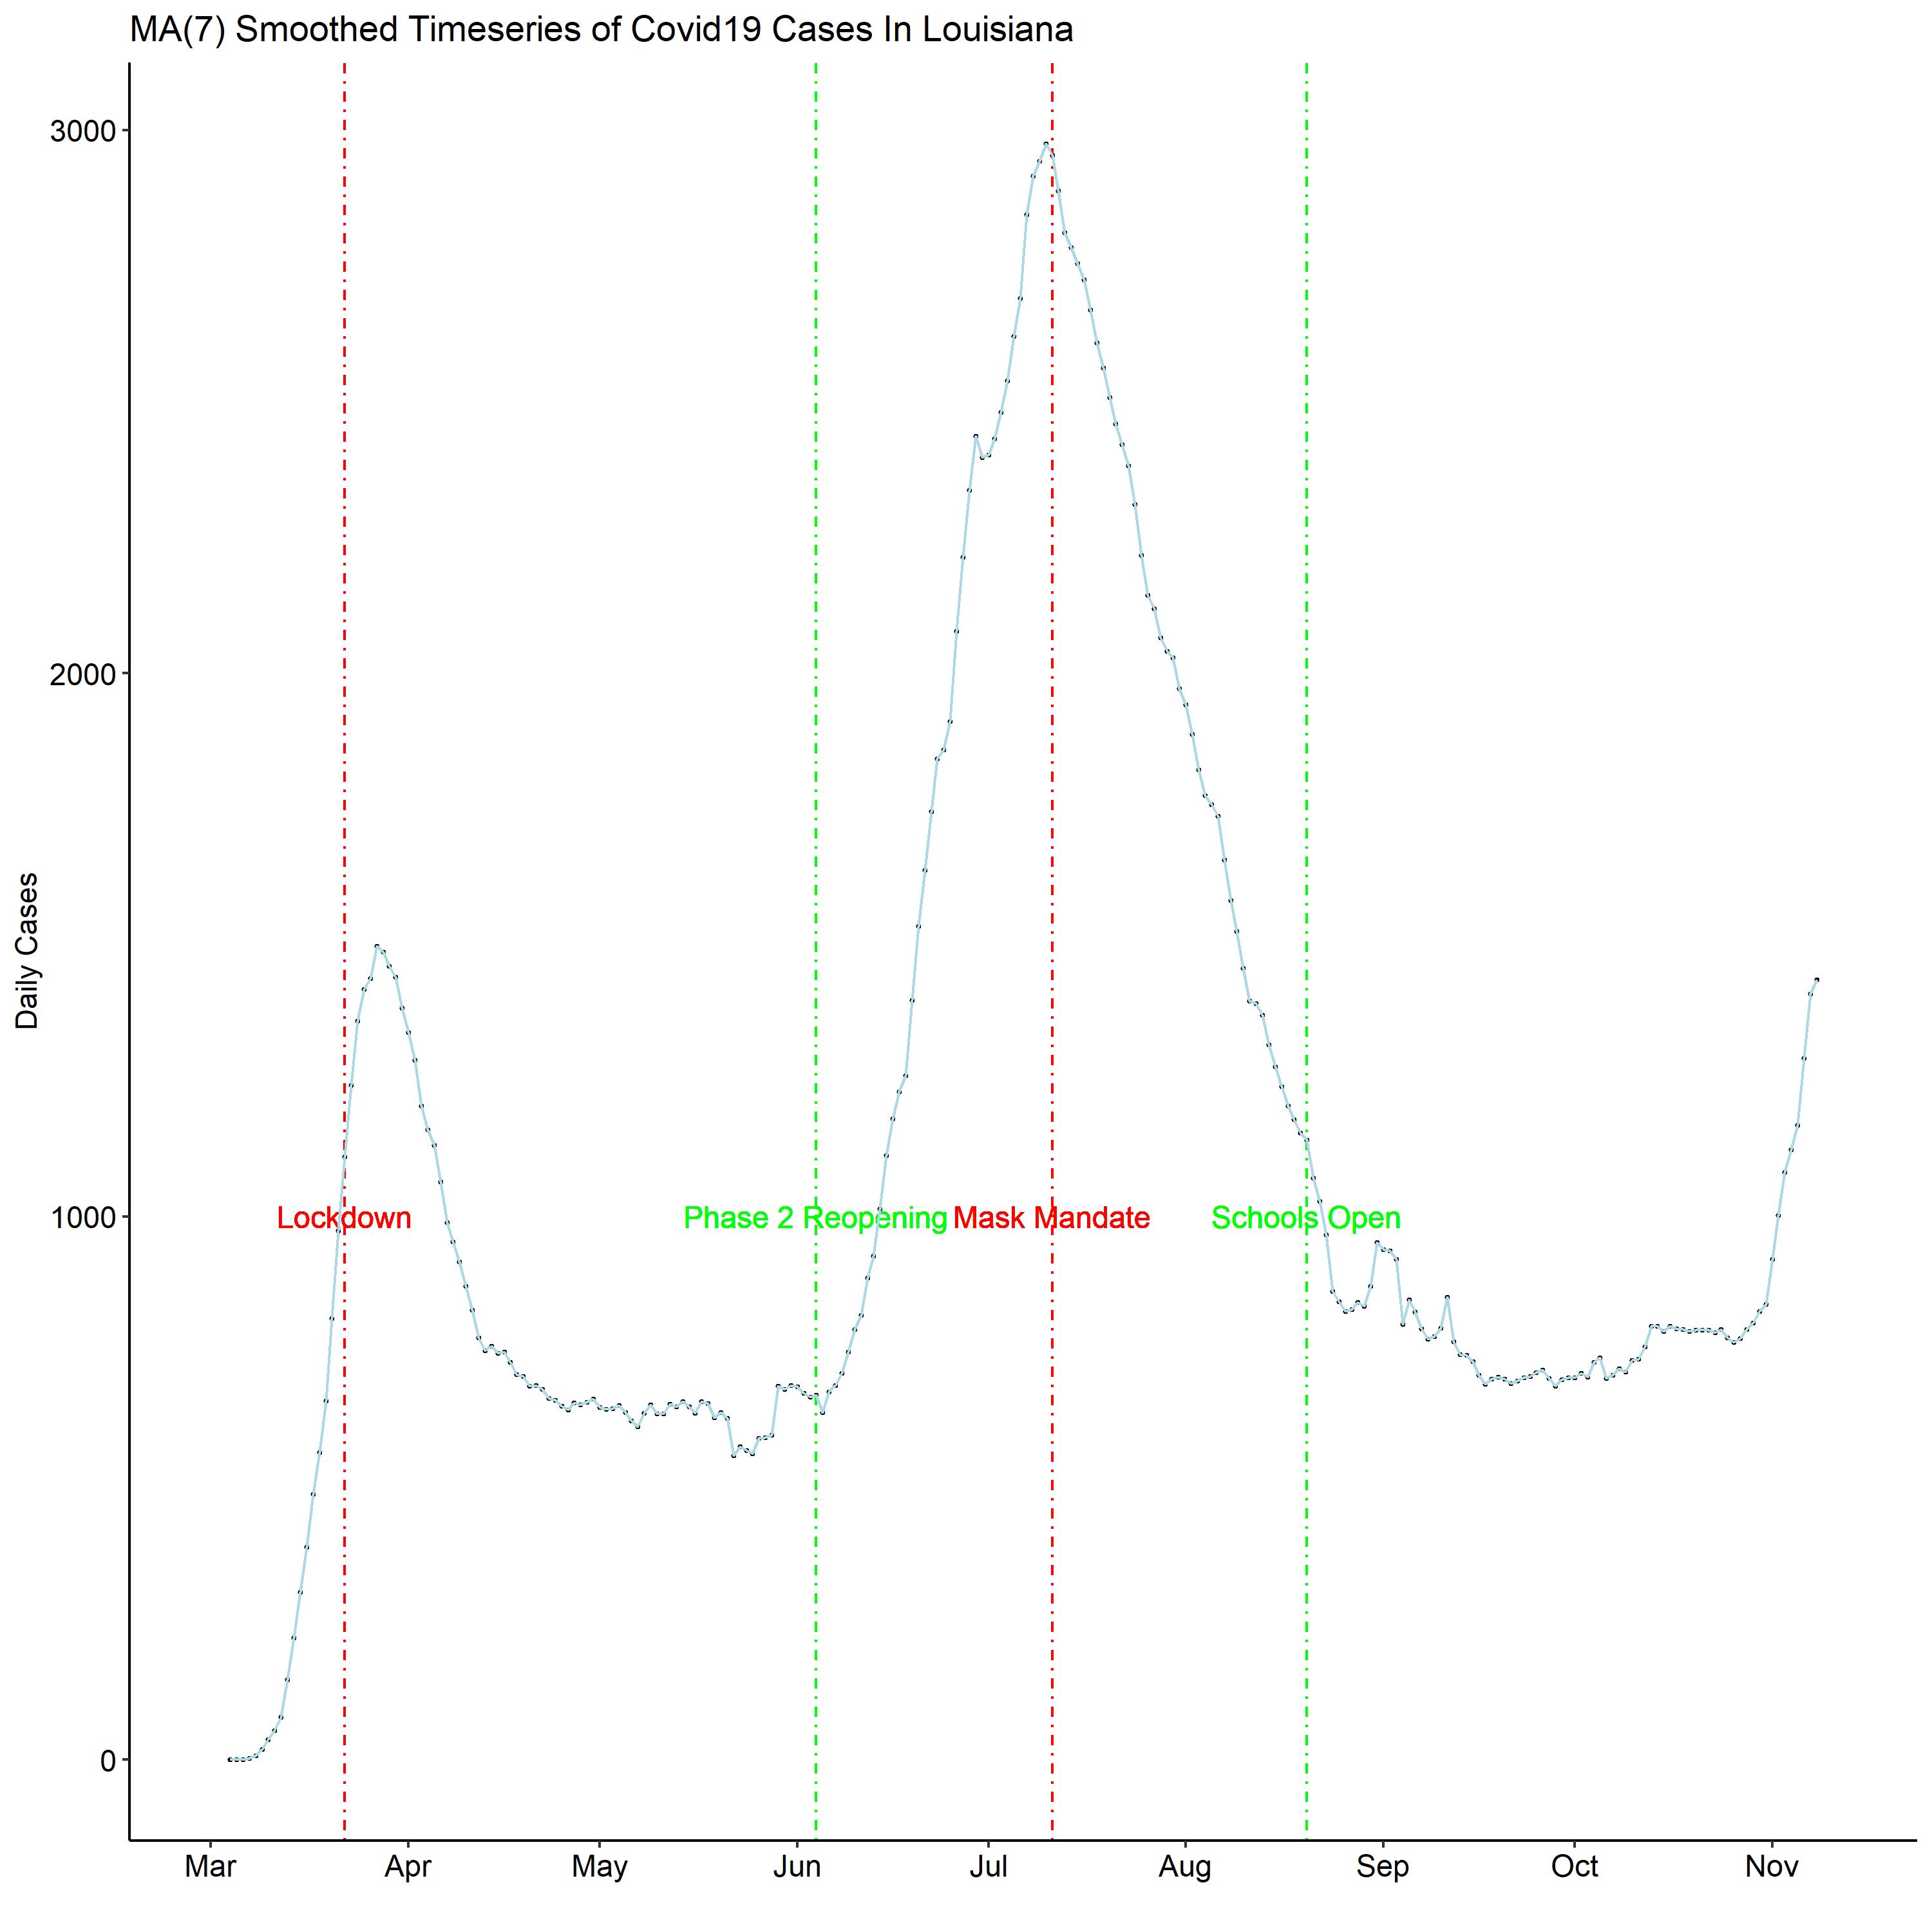 MA(7) Smoothed Timeseries of Covid19 Cases In Louisiana
3000
2000
1000
0
Daily Cases
Lockdown
Phase 2 Reopening
Mask Mandate
Schools Open
Mar
Apr
May
Jun
Jul
Aug
Sep
Oct
Nov